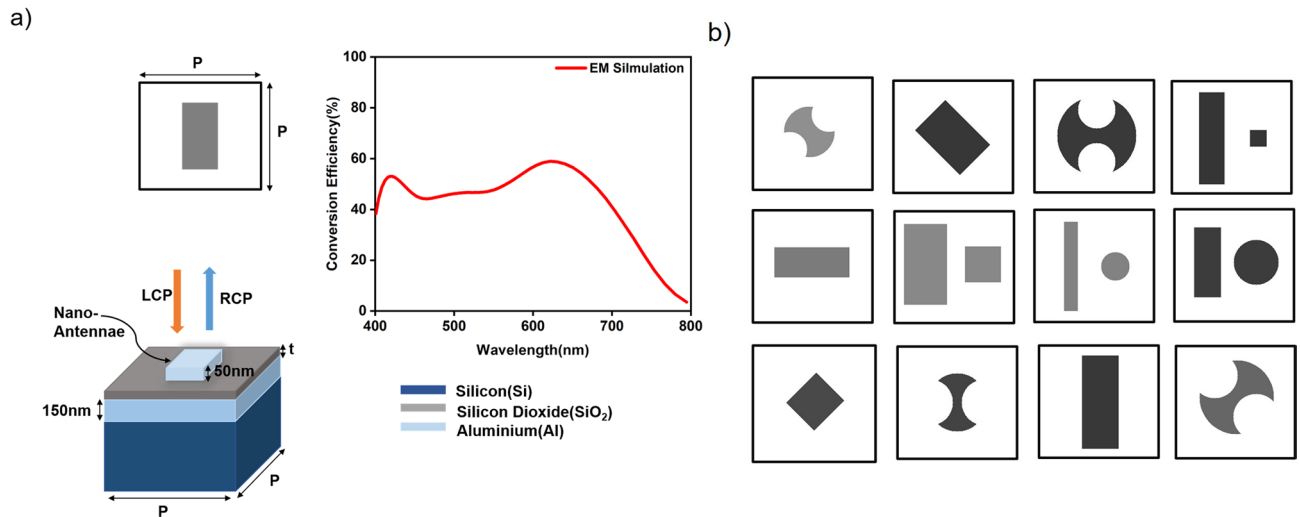 a)
P
P
100
80
60
40
20
0
Conversion Efficiency(%)
EM Silmulation
400
500
600
700
800
Wavelength(nm)
LCP
RCP
Nano-
Antennae
t
50nm
150nm
P
P
Silicon(Si)
Silicon Dioxide(SiO₂)
Aluminium(Al)
b)